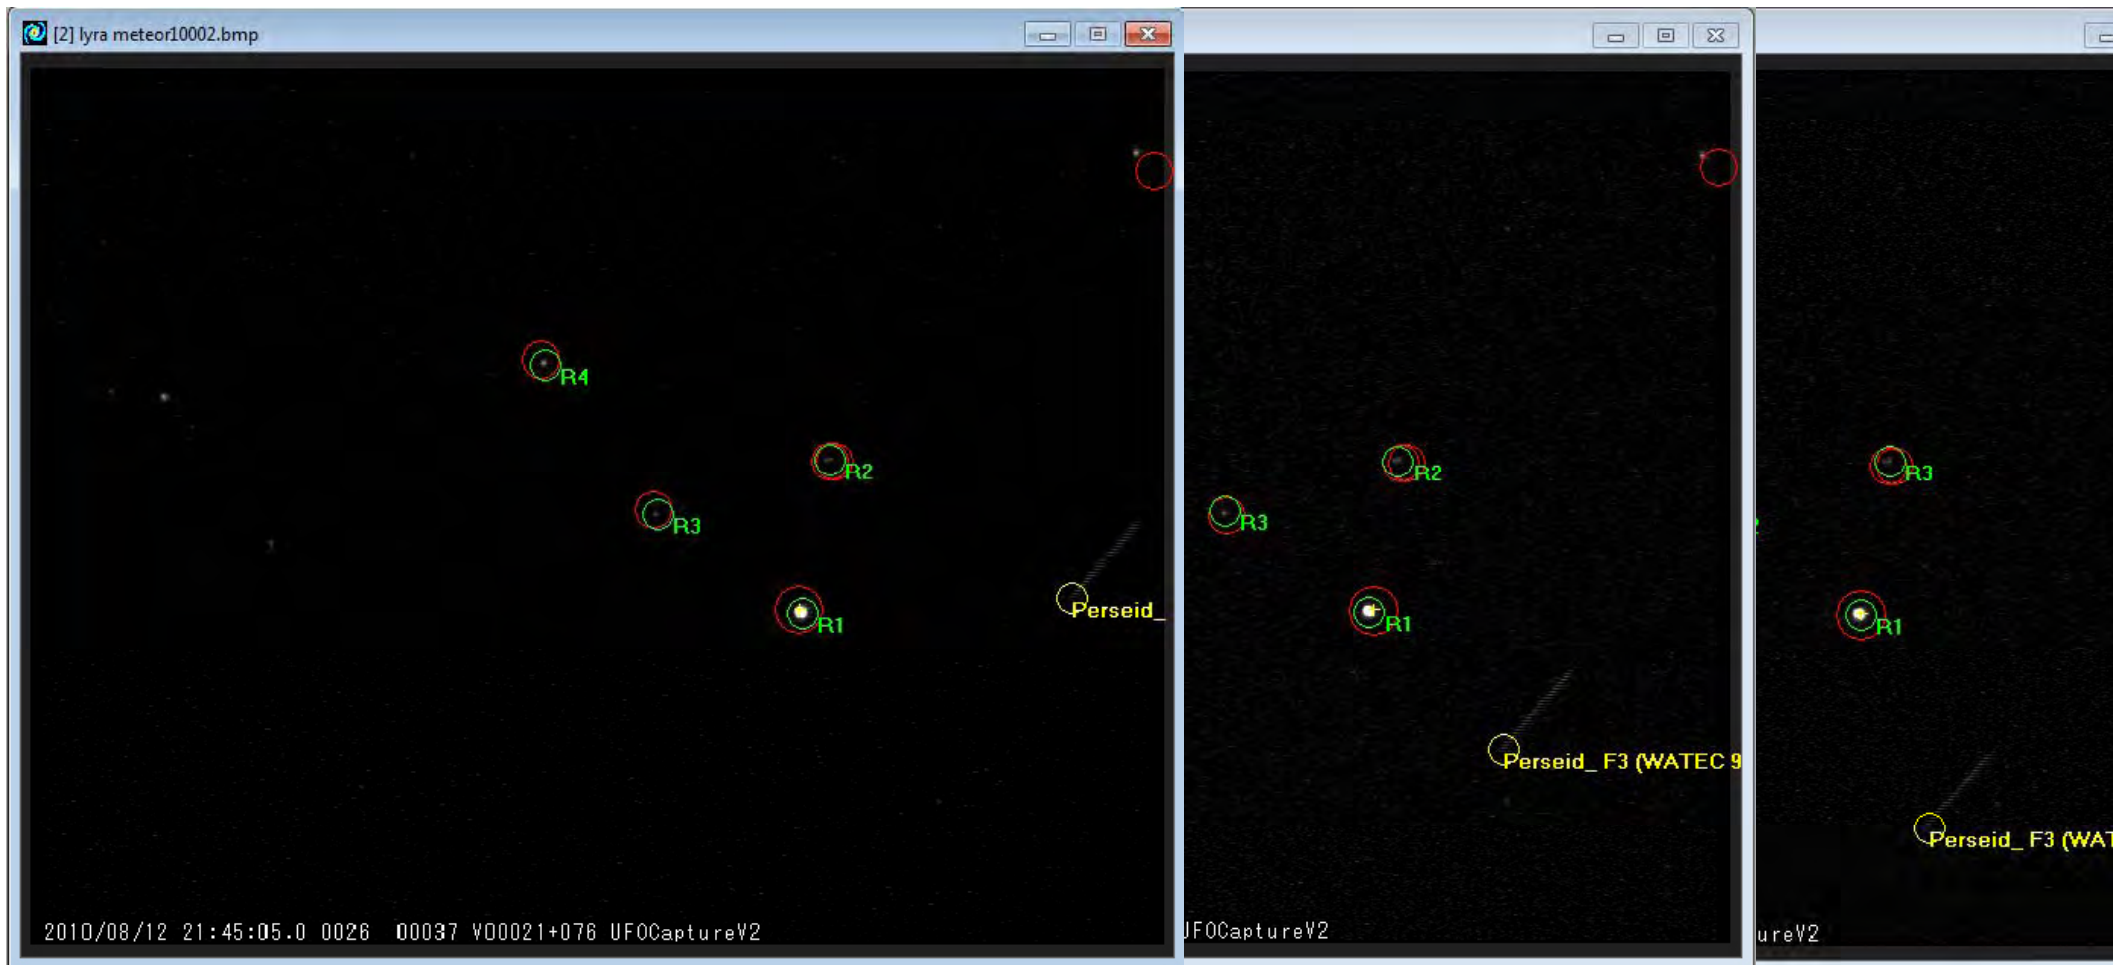 [2] lyra meteor10002.bmp
R4
R2
R3
Perseid_
R1
2010/08/12 21:45:05.0 0026 00037 V00021+076 UFOCaptureV2
R2
R3
R1
Perseid_ F3 (WATEC 9
UFOCaptureV2
R3
R1
Perseid_ F3 (WAT
ureV2